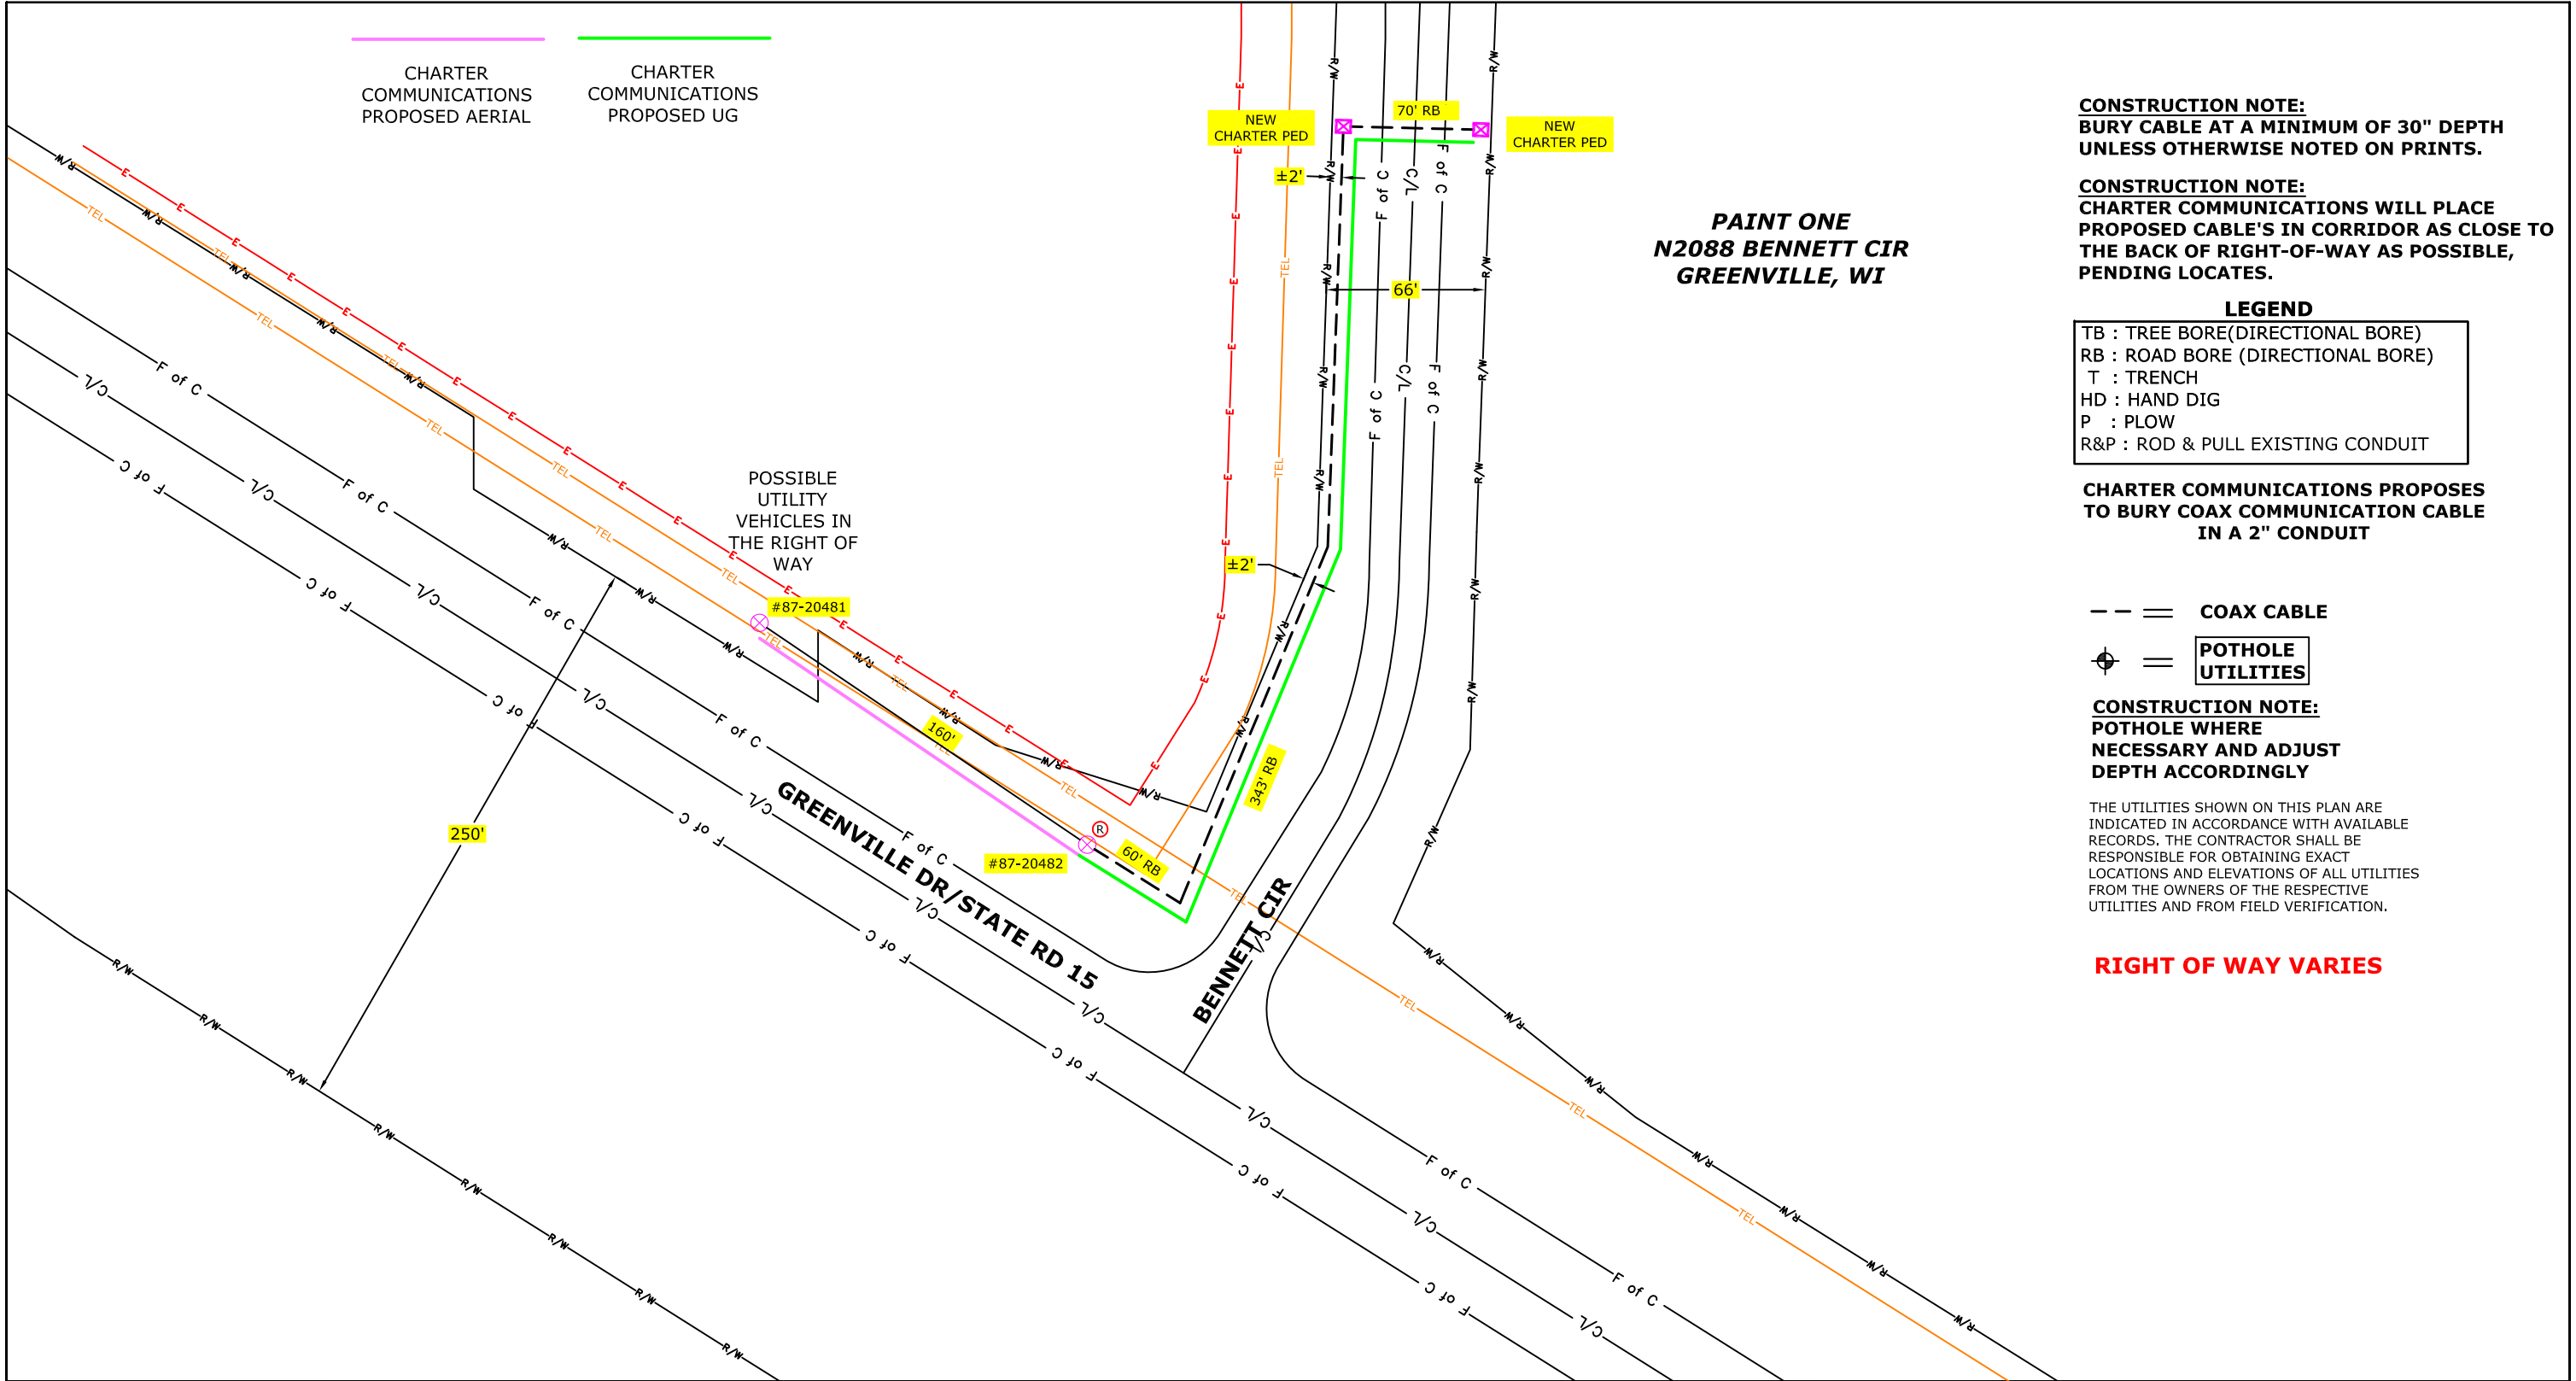 CHARTER
COMMUNICATIONS
PROPOSED AERIAL
CHARTER
COMMUNICATIONS
PROPOSED UG
NEW
CHARTER PED
70' RB
NEW
CHARTER PED
±2'
66'
PAINT ONE
N2088 BENNETT CIR
GREENVILLE, WI
POSSIBLE
UTILITY
VEHICLES IN
THE RIGHT OF
WAY
±2'
#87-20481
160'
343' RB
250'
R
#87-20482
60' RB
GREENVILLE DR/STATE RD 15
BENNETT CIR
R/W
E
TEL
F of C
C/L
CONSTRUCTION NOTE:
BURY CABLE AT A MINIMUM OF 30" DEPTH
UNLESS OTHERWISE NOTED ON PRINTS.
CONSTRUCTION NOTE:
CHARTER COMMUNICATIONS WILL PLACE
PROPOSED CABLE'S IN CORRIDOR AS CLOSE TO
THE BACK OF RIGHT-OF-WAY AS POSSIBLE,
PENDING LOCATES.
LEGEND
TB : TREE BORE(DIRECTIONAL BORE)
RB : ROAD BORE (DIRECTIONAL BORE)
T : TRENCH
HD : HAND DIG
P : PLOW
R&P : ROD & PULL EXISTING CONDUIT
CHARTER COMMUNICATIONS PROPOSES
TO BURY COAX COMMUNICATION CABLE
IN A 2" CONDUIT
COAX CABLE
POTHOLE
UTILITIES
CONSTRUCTION NOTE:
POTHOLE WHERE
NECESSARY AND ADJUST
DEPTH ACCORDINGLY
THE UTILITIES SHOWN ON THIS PLAN ARE
INDICATED IN ACCORDANCE WITH AVAILABLE
RECORDS. THE CONTRACTOR SHALL BE
RESPONSIBLE FOR OBTAINING EXACT
LOCATIONS AND ELEVATIONS OF ALL UTILITIES
FROM THE OWNERS OF THE RESPECTIVE
UTILITIES AND FROM FIELD VERIFICATION.
RIGHT OF WAY VARIES